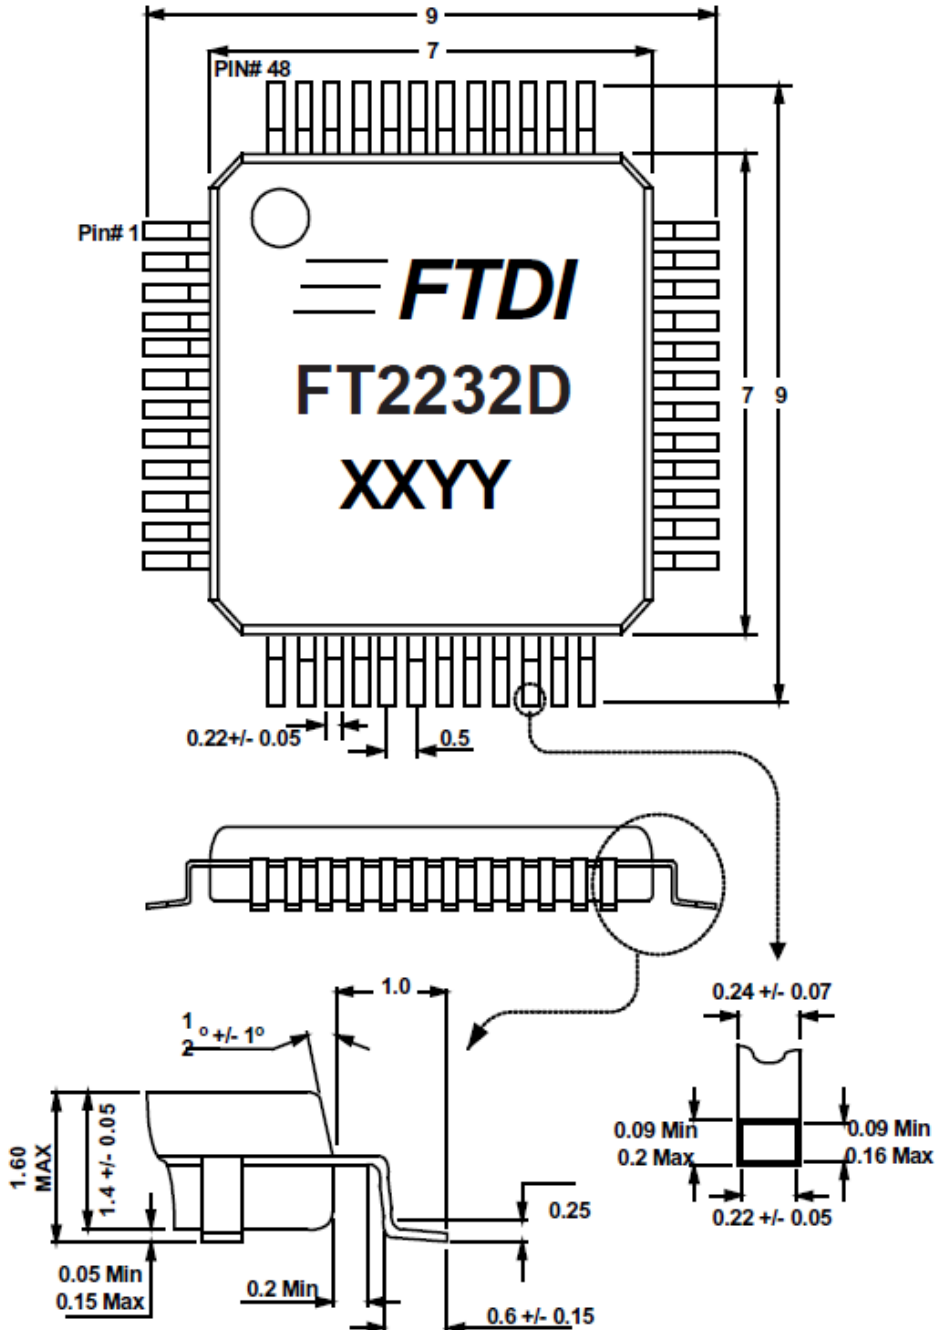 9
7
PIN# 48
Pin# 1
FTDI
FT2232D
XXYY
7 9
0.22+/- 0.05
0.5
1.0
0.24 +/- 0.07
12 º +/- 1º
1.60
MAX
1.4 +/- 0.05
0.09 Min
0.2 Max
0.09 Min
0.16 Max
0.25
0.22 +/- 0.05
0.05 Min
0.15 Max
0.2 Min
0.6 +/- 0.15